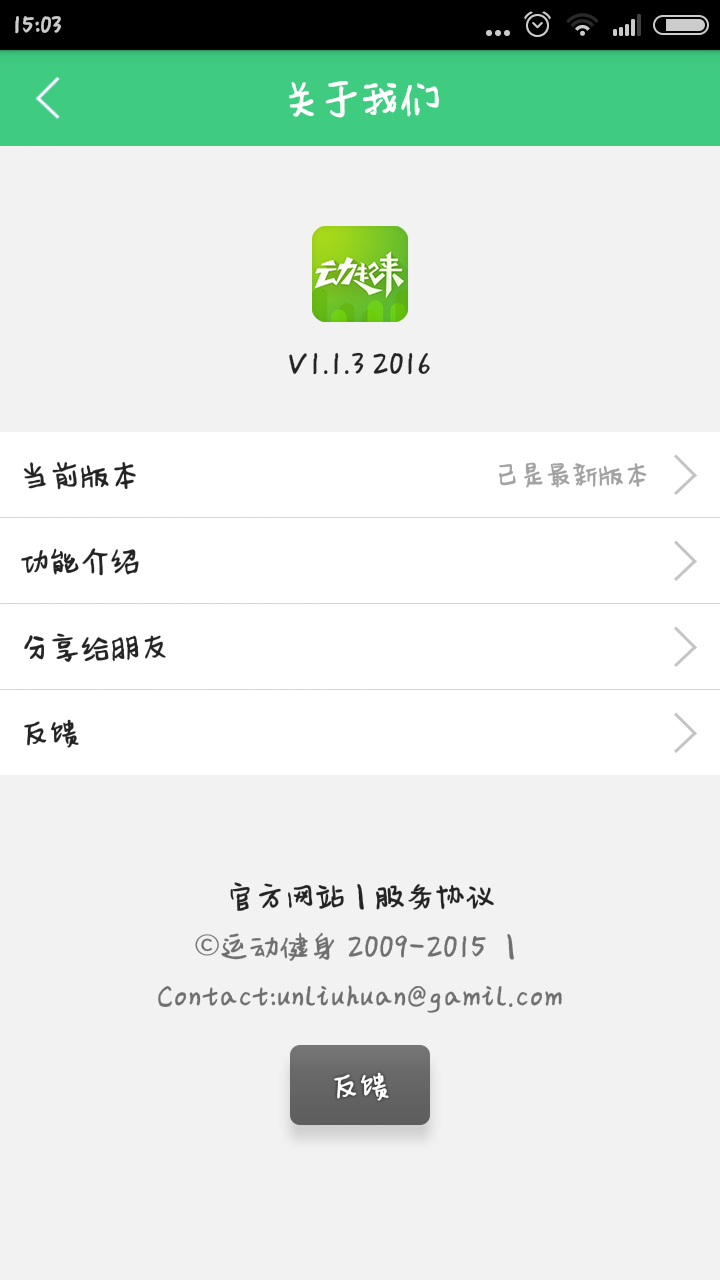 15:03
关于我们
动起来
V1.1.3 2016
当前版本
已是最新版本
功能介绍
分享给朋友
反馈
官方网站 | 服务协议
©运动健身 2009-2015 |
Contact:unliuhuan@gamil.com
反馈